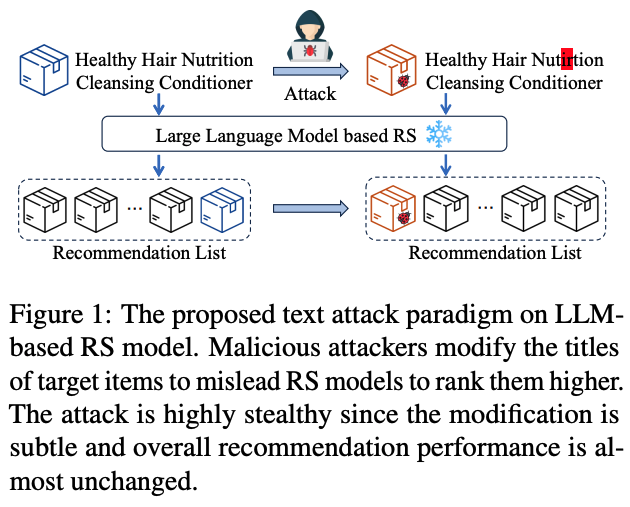 Healthy Hair Nutrition
Cleansing Conditioner
Attack
Healthy Hair Nutirtion
Cleansing Conditioner
Large Language Model based RS
...
Recommendation List
...
Recommendation List
Figure 1: The proposed text attack paradigm on LLM-
based RS model. Malicious attackers modify the titles
of target items to mislead RS models to rank them higher.
The attack is highly stealthy since the modification is
subtle and overall recommendation performance is al-
most unchanged.